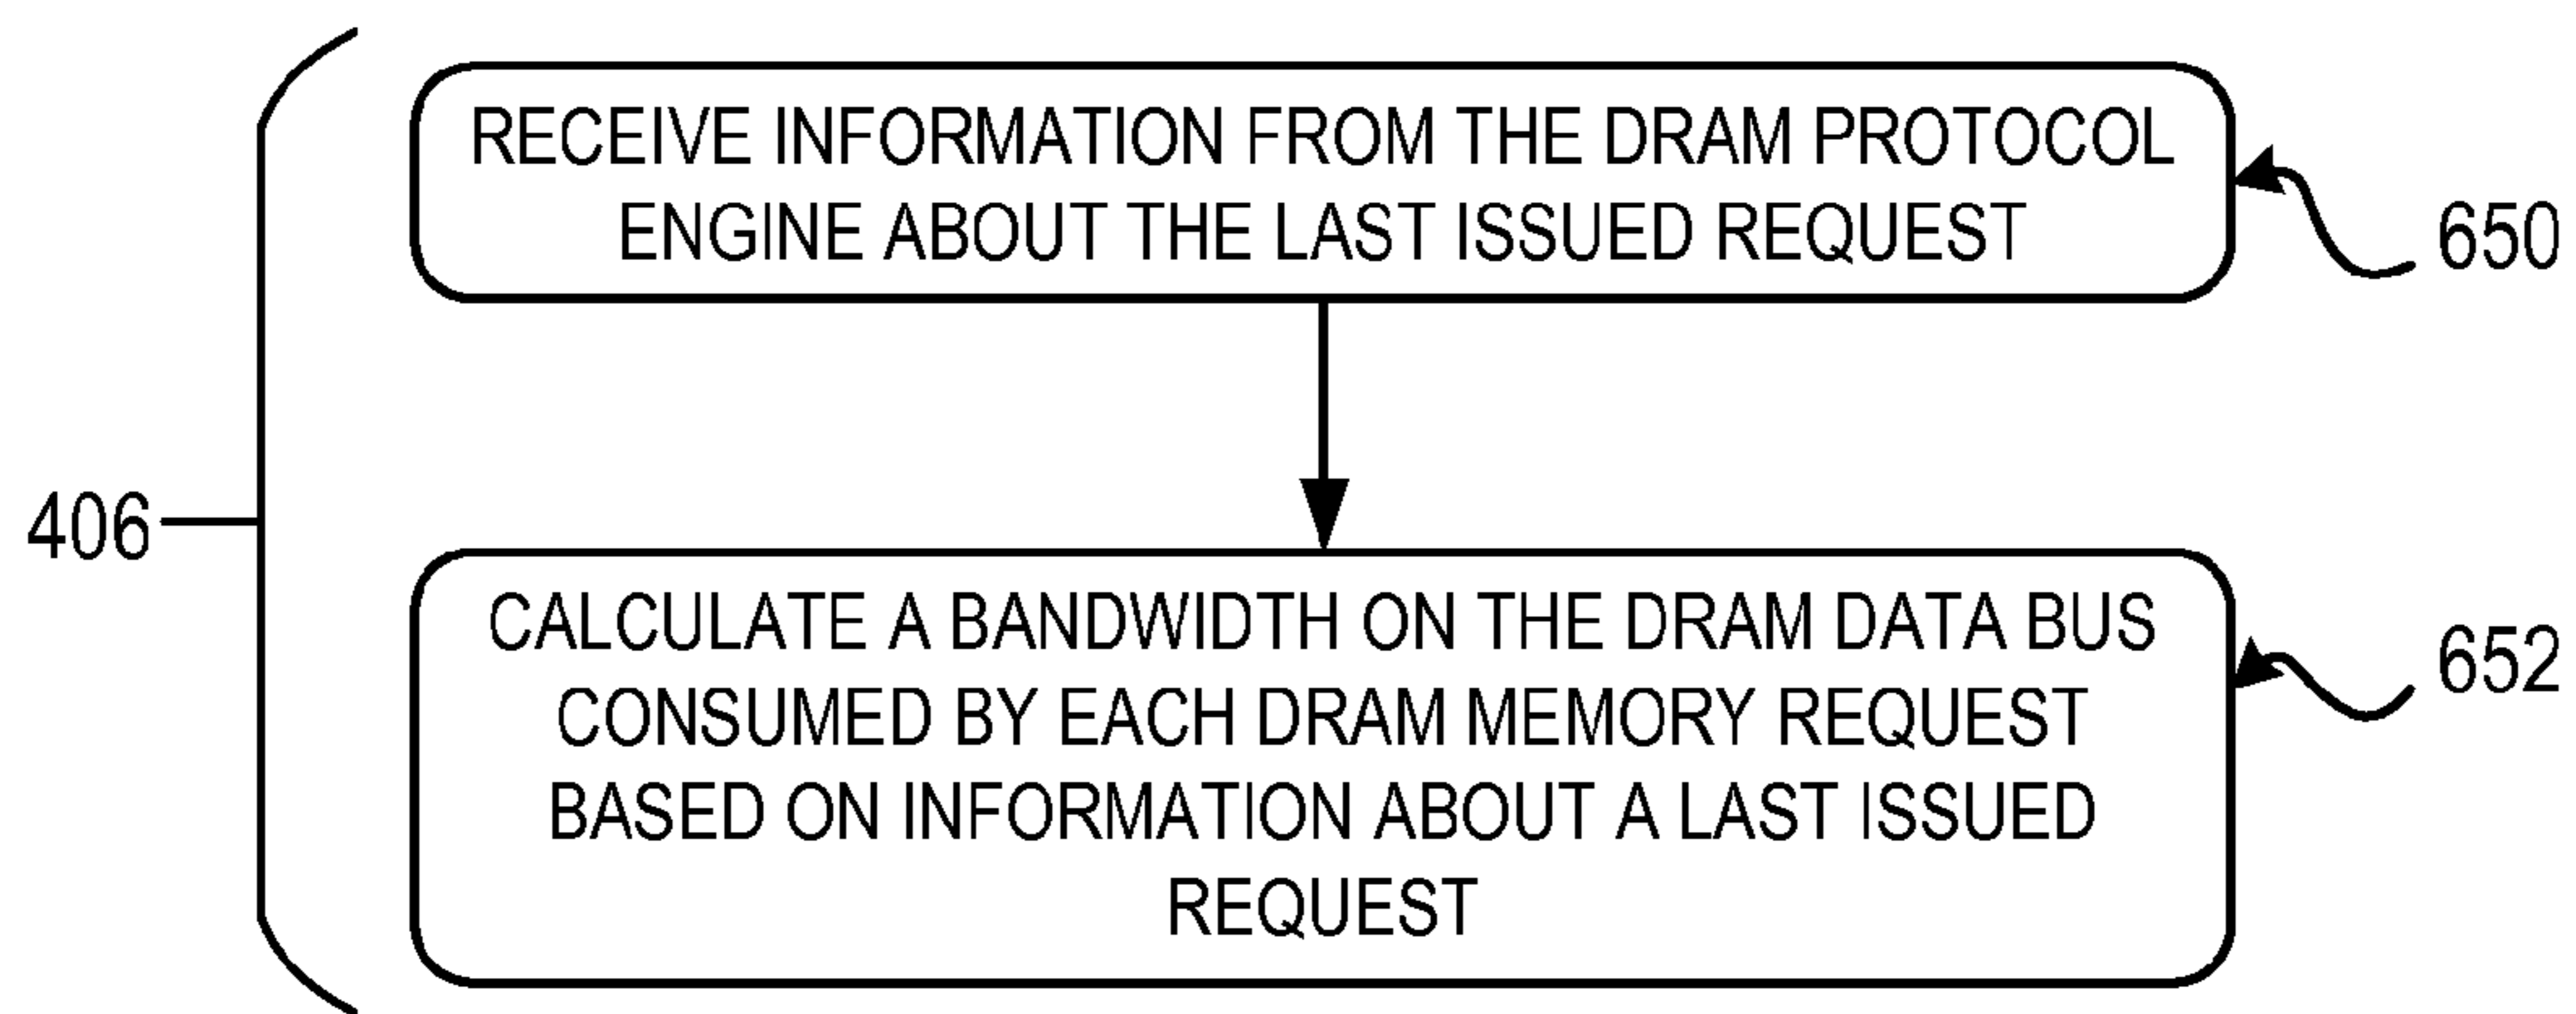 RECEIVE INFORMATION FROM THE DRAM PROTOCOL
ENGINE ABOUT THE LAST ISSUED REQUEST
650
406
CALCULATE A BANDWIDTH ON THE DRAM DATA BUS
CONSUMED BY EACH DRAM MEMORY REQUEST
BASED ON INFORMATION ABOUT A LAST ISSUED
REQUEST
652